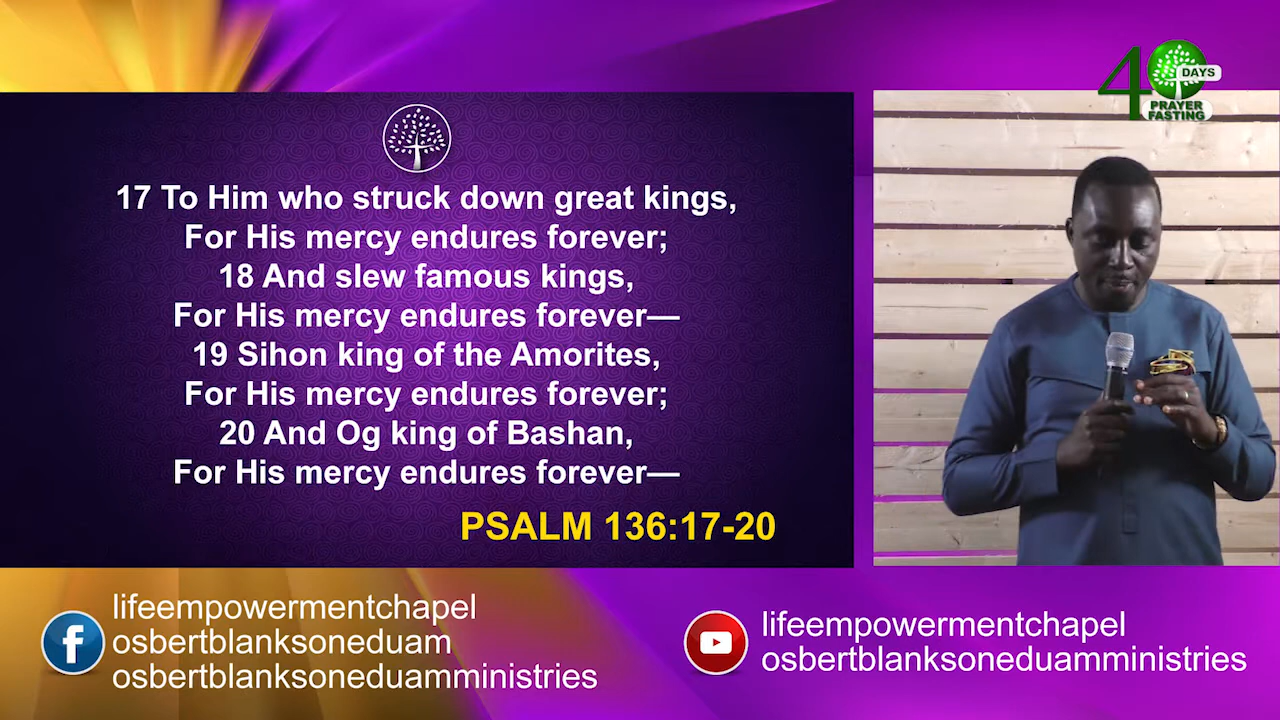 40
DAYS
PRAYER
FASTING
17 To Him who struck down great kings,
For His mercy endures forever;
18 And slew famous kings,
For His mercy endures forever—
19 Sihon king of the Amorites,
For His mercy endures forever;
20 And Og king of Bashan,
For His mercy endures forever—
PSALM 136:17-20
f
lifeempowermentchapel
osbertblanksoneduam
osbertblanksoneduamministries
lifeempowermentchapel
osbertblanksoneduamministries